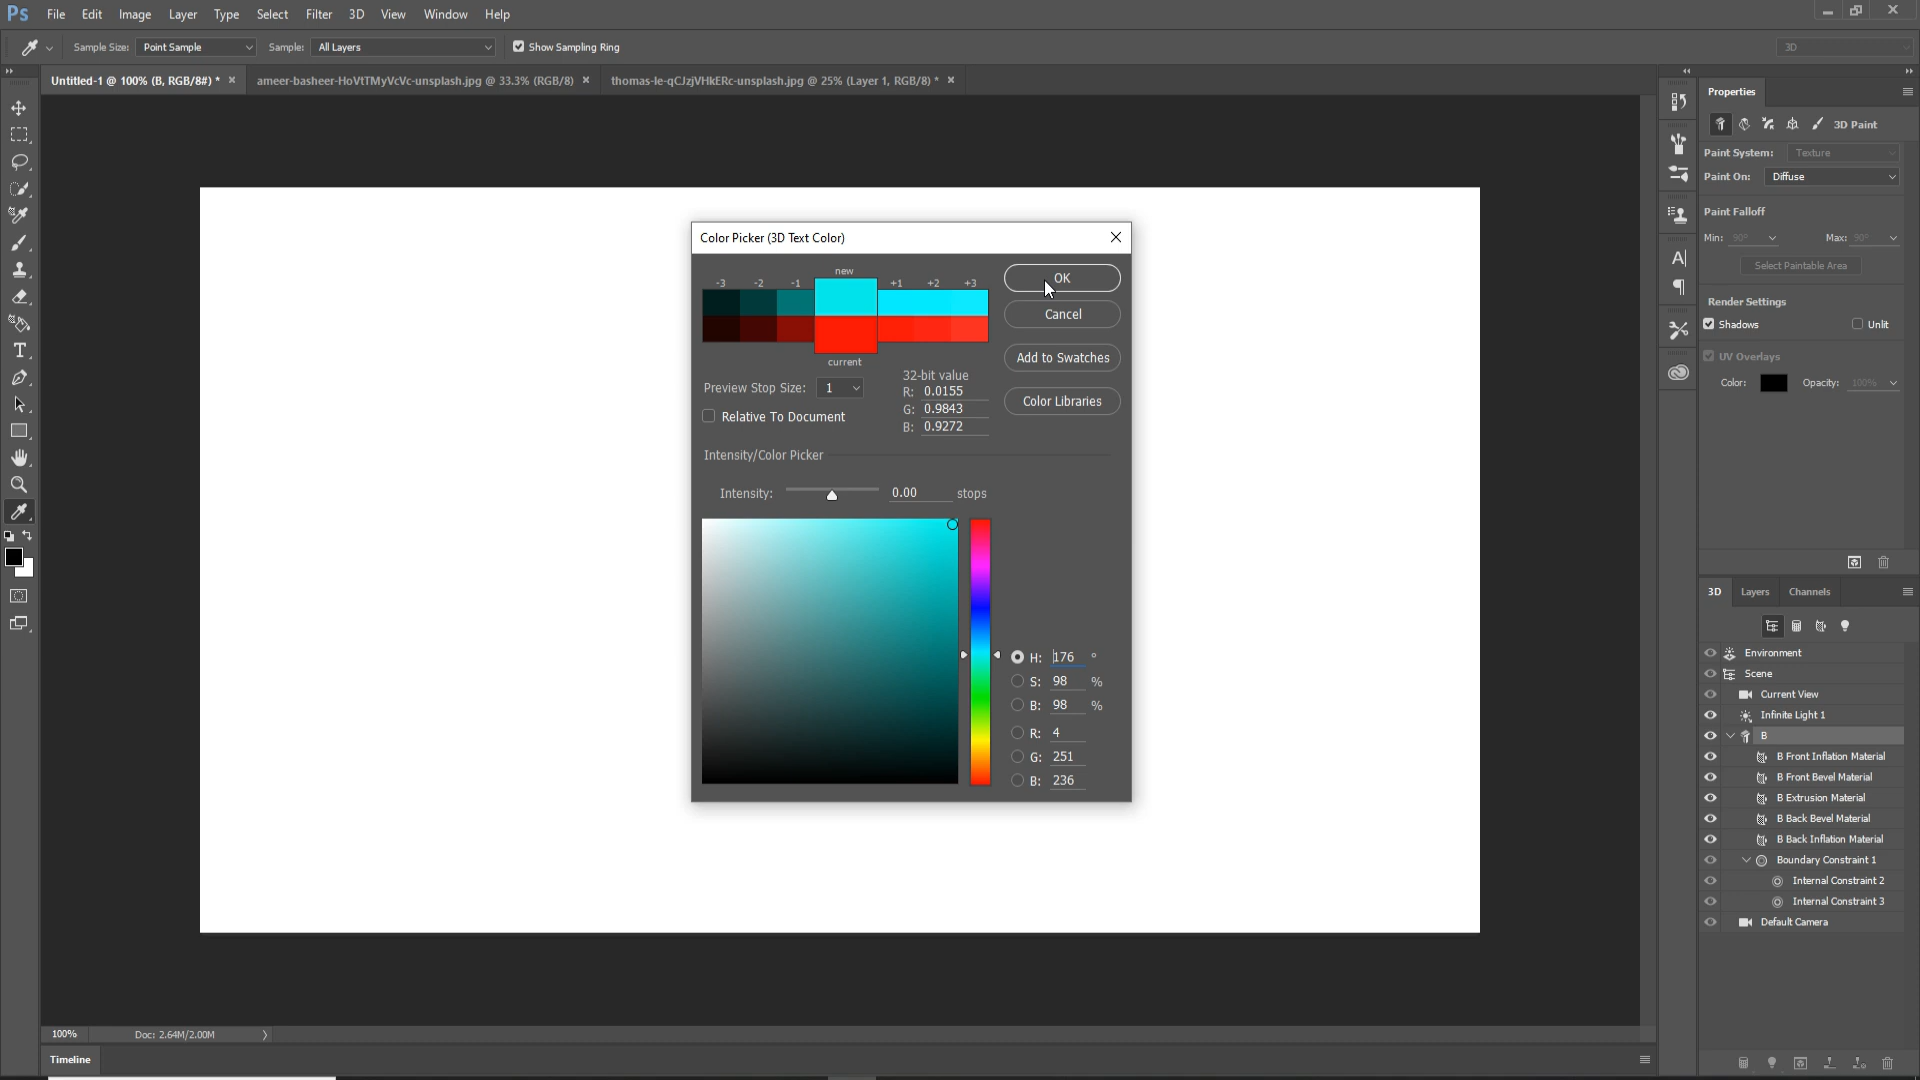 Ps File Edit Image Layer Type Select Filter 3D View Window Help
Sample Size: Point Sample Sample: All Layers Show Sampling Ring 3D
Untitled-1 @ 100% (B, RGB/8#) * × ameer-basheer-HoVtTMyVcVc-unsplash.jpg @ 33.3% (RGB/8) × thomas-le-qCJzjVHkERc-unsplash.jpg @ 25% (Layer 1, RGB/8) * ×
Color Picker (3D Text Color)
new
-3 -2 -1 +1 +2 +3
current
OK
Cancel
Add to Swatches
Color Libraries
Preview Stop Size: 1
Relative To Document
32-bit value
R: 0.0155
G: 0.9843
B: 0.9272
Intensity/Color Picker
Intensity: 0.00 stops
H: 176 °
S: 98 %
B: 98 %
R: 4
G: 251
B: 236
Properties
3D Paint
Paint System: Texture
Paint On: Diffuse
Paint Falloff
Min: 90° Max: 90°
Select Paintable Area
Render Settings
Shadows Unlit
UV Overlays
Color: Opacity: 100%
3D Layers Channels
Environment
Scene
Current View
Infinite Light 1
B
B Front Inflation Material
B Front Bevel Material
B Extrusion Material
B Back Bevel Material
B Back Inflation Material
Boundary Constraint 1
Internal Constraint 2
Internal Constraint 3
Default Camera
100% Doc: 2.64M/2.00M
Timeline